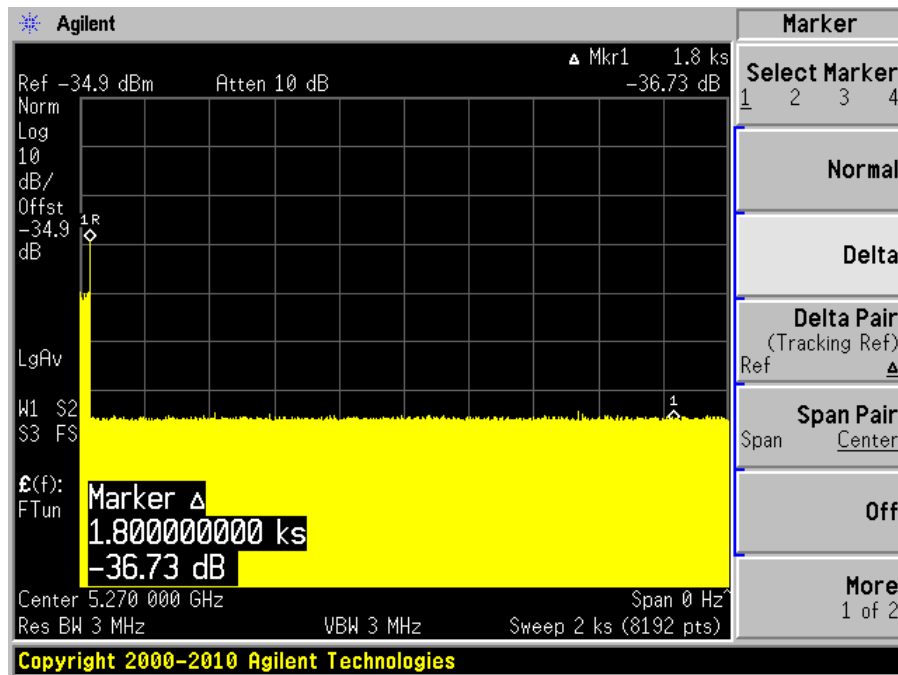 Agilent
Marker
Δ Mkr1 1.8 ks
Ref -34.9 dBm Atten 10 dB -36.73 dB
Norm
Log
10
dB/
Offst
-34.9
dB
1R
LgAv
1
W1 S2
S3 FS
£(f):
FTun
Marker Δ
1.800000000 ks
-36.73 dB
Center 5.270 000 GHz Span 0 Hz^
Res BW 3 MHz VBW 3 MHz Sweep 2 ks (8192 pts)
Select Marker
1 2 3 4
Normal
Delta
Delta Pair
(Tracking Ref)
Ref Δ
Span Pair
Span Center
Off
More
1 of 2
Copyright 2000-2010 Agilent Technologies